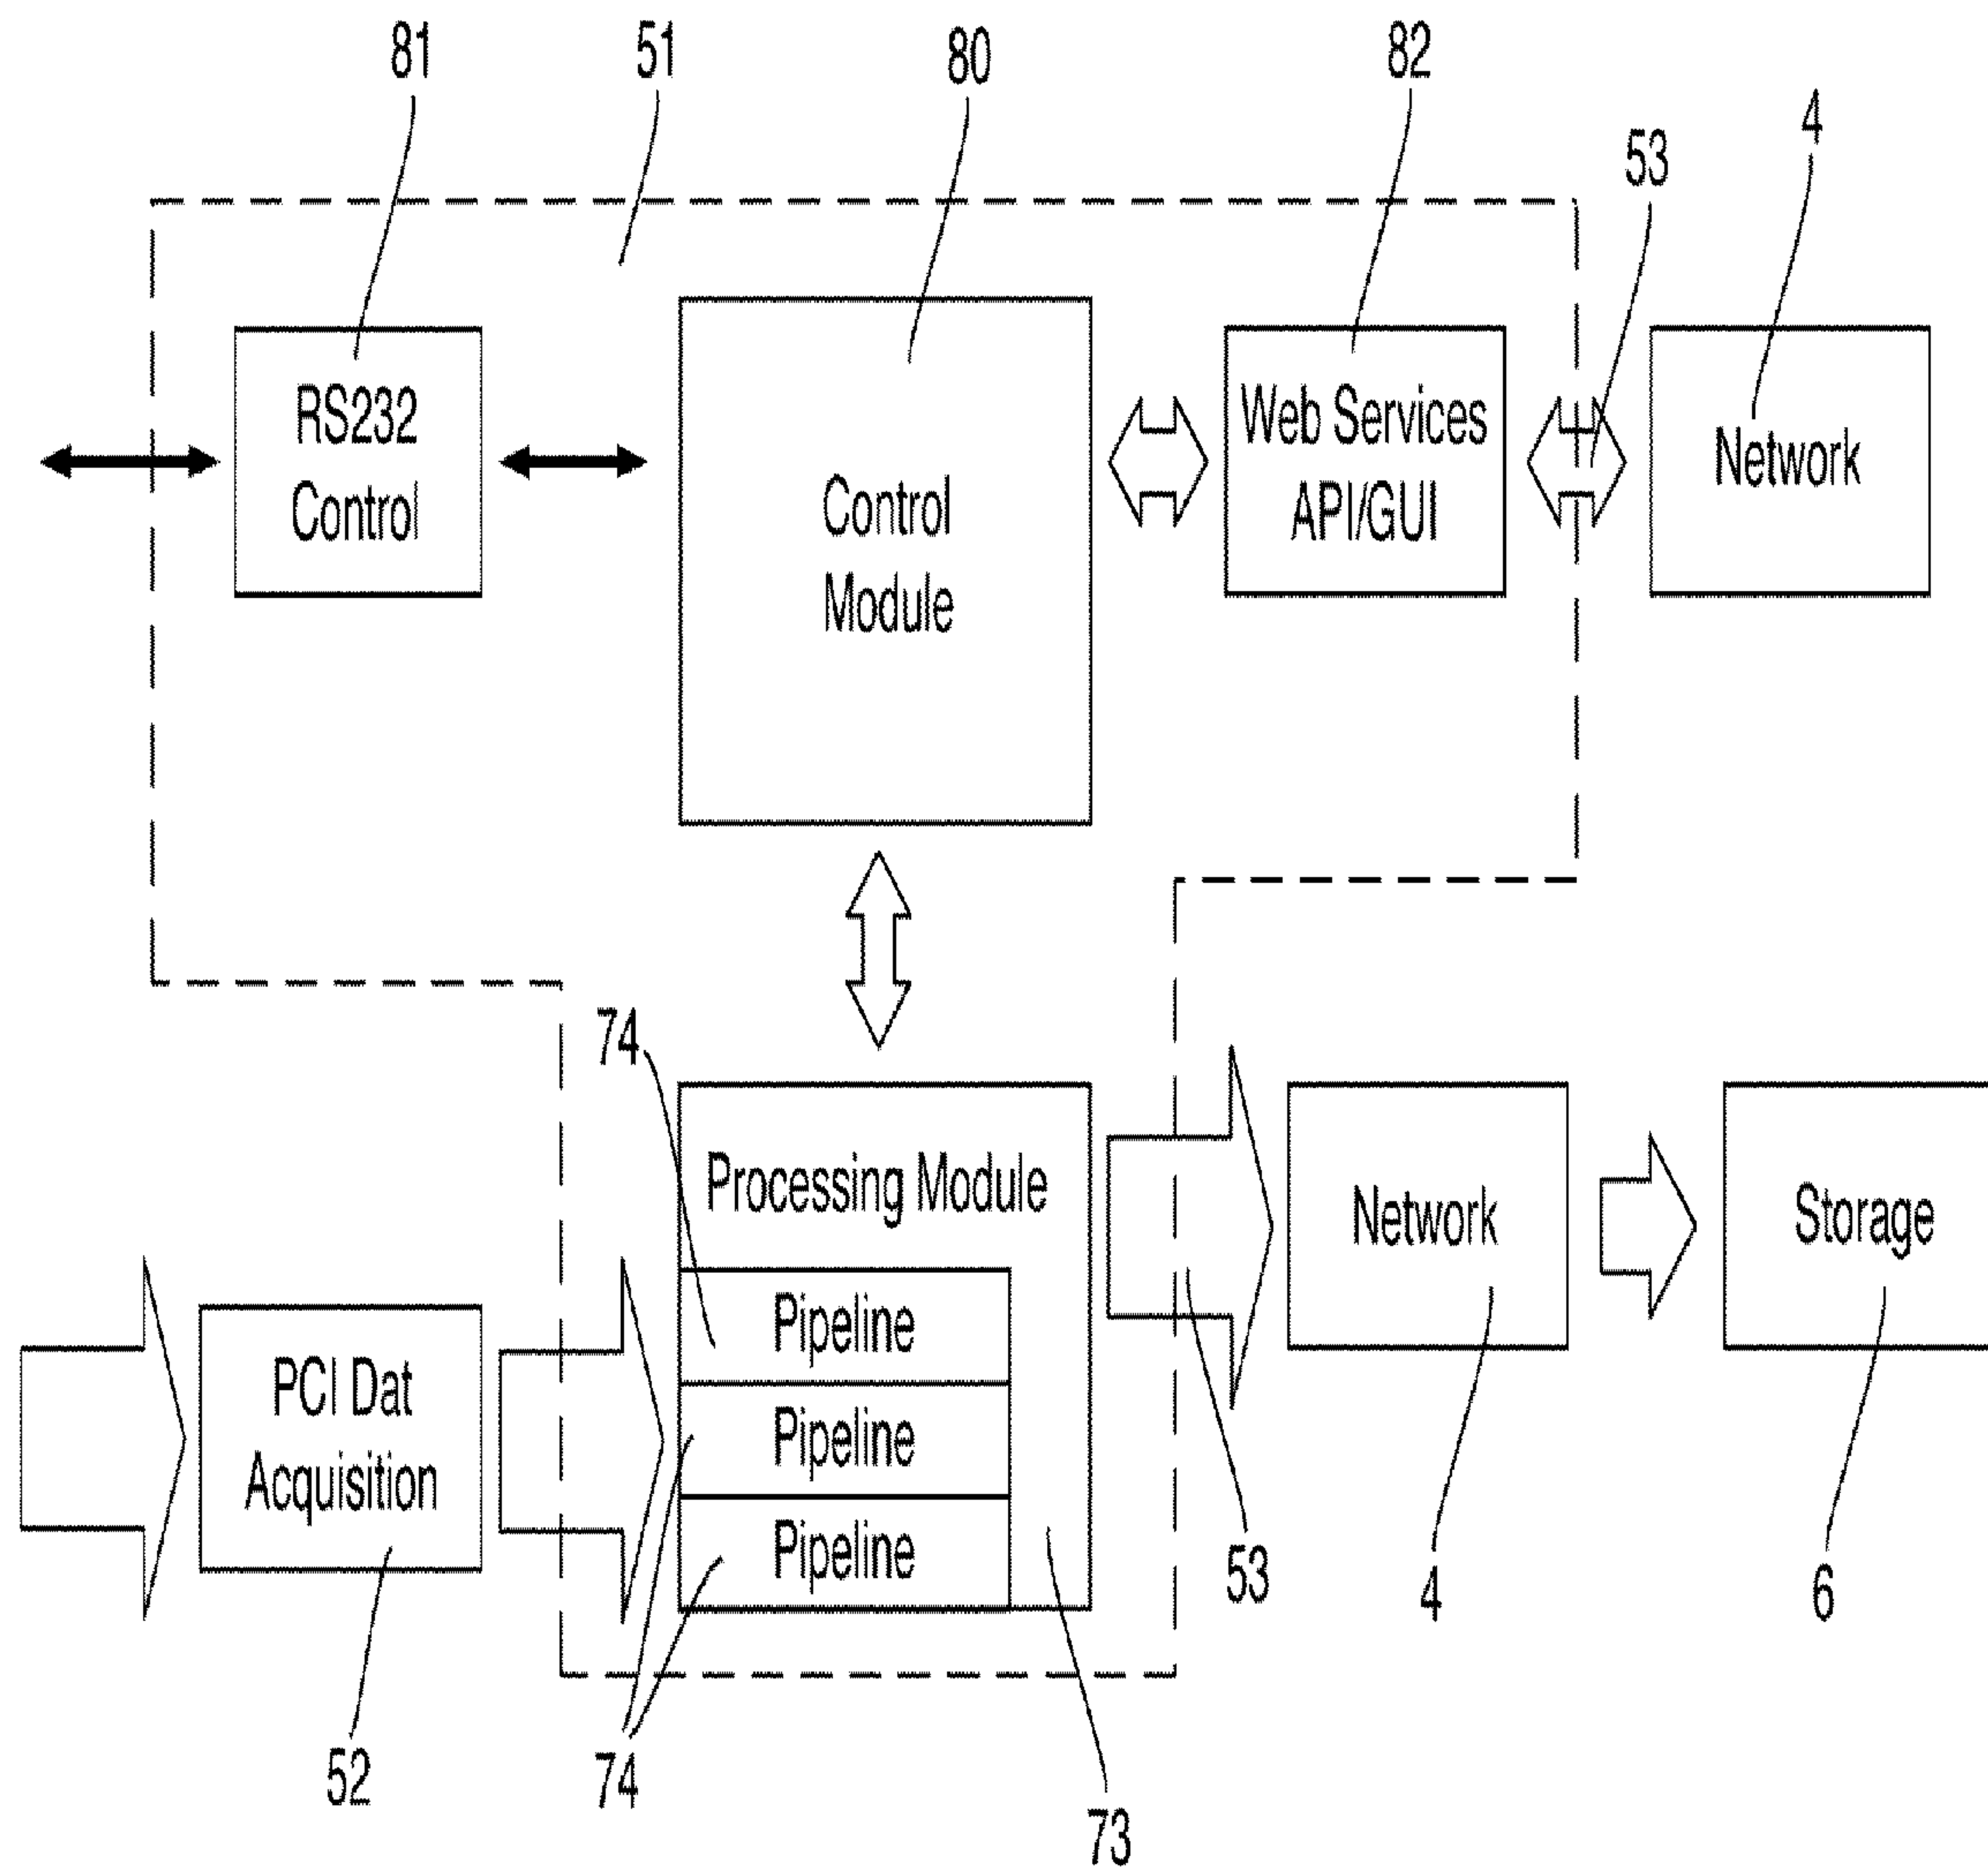 81
51
80
82
4
53
RS232
Control
Control
Module
Web Services
API/GUI
Network
74
Processing Module
Pipeline
Pipeline
Pipeline
Network
Storage
PCI Dat
Acquisition
53
4
6
52
74
73